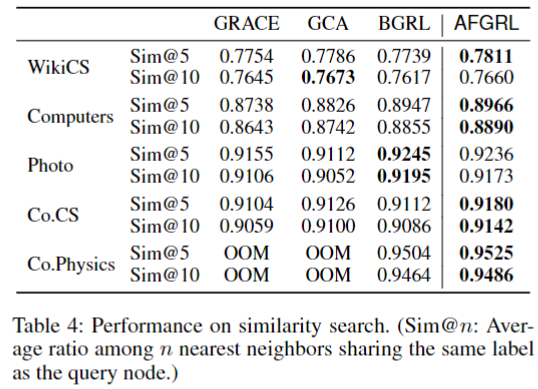 GRACE GCA BGRL AFGRL
WikiCS Sim@5 0.7754 0.7786 0.7739 0.7811
Sim@10 0.7645 0.7673 0.7617 0.7660
Computers Sim@5 0.8738 0.8826 0.8947 0.8966
Sim@10 0.8643 0.8742 0.8855 0.8890
Photo Sim@5 0.9155 0.9112 0.9245 0.9236
Sim@10 0.9106 0.9052 0.9195 0.9173
Co.CS Sim@5 0.9104 0.9126 0.9112 0.9180
Sim@10 0.9059 0.9100 0.9086 0.9142
Co.Physics Sim@5 OOM OOM 0.9504 0.9525
Sim@10 OOM OOM 0.9464 0.9486
Table 4: Performance on similarity search. (Sim@n: Aver-
age ratio among n nearest neighbors sharing the same label
as the query node.)